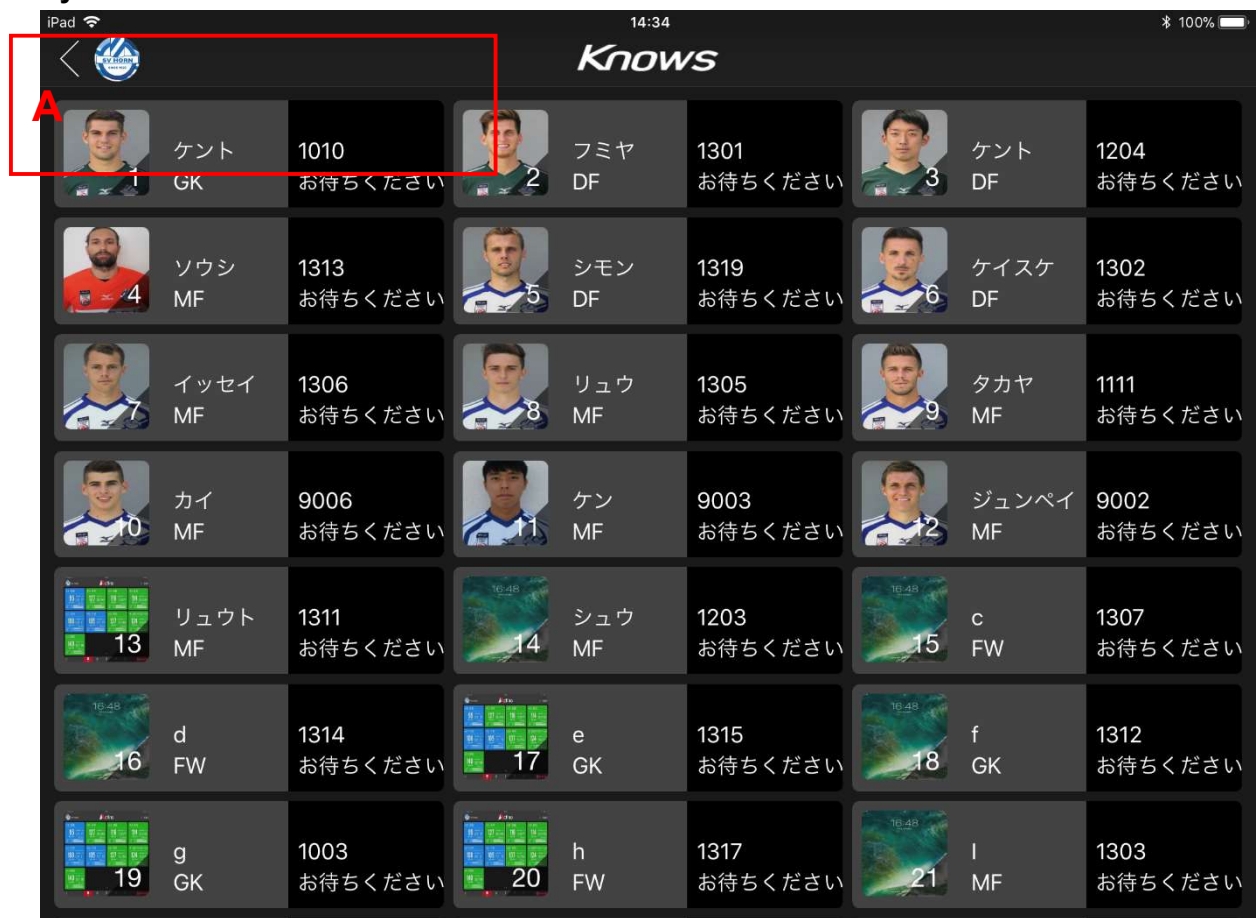 iPad 14:34 100%
SV HORN
Knows
A
1 ケント 1010 2 フミヤ 1301 3 ケント 1204
GK お待ちください DF お待ちください DF お待ちください
4 ソウシ 1313 5 シモン 1319 6 ケイスケ 1302
MF お待ちください DF お待ちください DF お待ちください
7 イッセイ 1306 8 リュウ 1305 9 タカヤ 1111
MF お待ちください MF お待ちください MF お待ちください
10 カイ 9006 11 ケン 9003 12 ジュンペイ 9002
MF お待ちください MF お待ちください MF お待ちください
13 リュウト 1311 16:48 14 シュウ 1203 16:48 15 c 1307
MF お待ちください MF お待ちください FW お待ちください
16:48 16 d 1314 17 e 1315 16:48 18 f 1312
FW お待ちください GK お待ちください GK お待ちください
19 g 1003 20 h 1317 16:48 21 l 1303
GK お待ちください FW お待ちください MF お待ちください